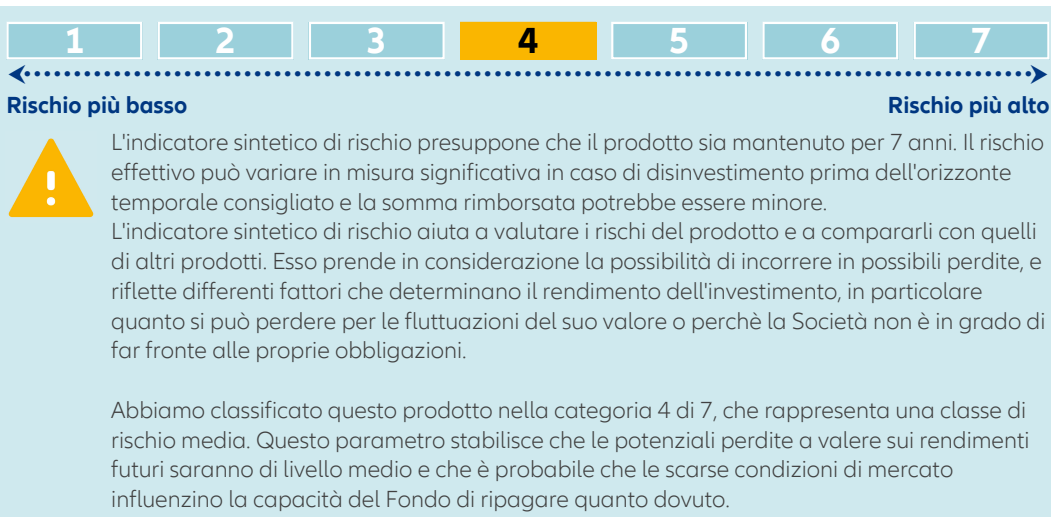 1 2 3 4 5 6 7
Rischio più basso Rischio più alto
L'indicatore sintetico di rischio presuppone che il prodotto sia mantenuto per 7 anni. Il rischio
effettivo può variare in misura significativa in caso di disinvestimento prima dell'orizzonte
temporale consigliato e la somma rimborsata potrebbe essere minore.
L'indicatore sintetico di rischio aiuta a valutare i rischi del prodotto e a compararli con quelli
di altri prodotti. Esso prende in considerazione la possibilità di incorrere in possibili perdite, e
riflette differenti fattori che determinano il rendimento dell'investimento, in particolare
quanto si può perdere per le fluttuazioni del suo valore o perchè la Società non è in grado di
far fronte alle proprie obbligazioni.
Abbiamo classificato questo prodotto nella categoria 4 di 7, che rappresenta una classe di
rischio media. Questo parametro stabilisce che le potenziali perdite a valere sui rendimenti
futuri saranno di livello medio e che è probabile che le scarse condizioni di mercato
influenzino la capacità del Fondo di ripagare quanto dovuto.